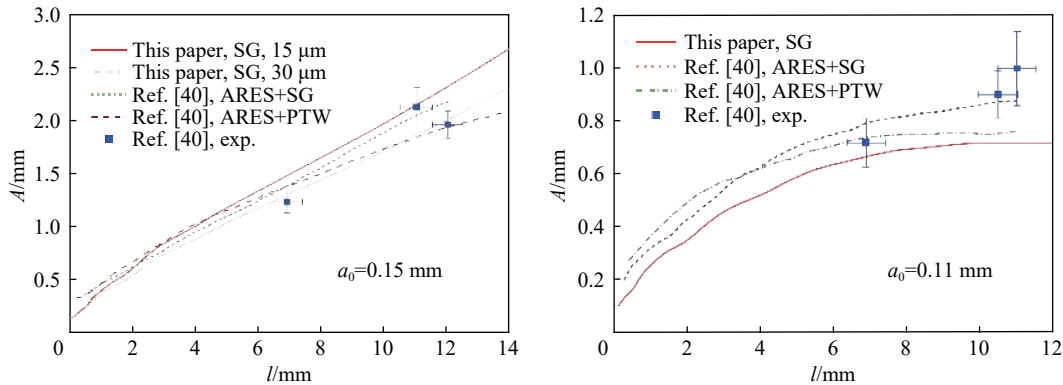 3.0
2.5
2.0
1.5
1.0
0.5
A/mm
This paper, SG, 15 μm
This paper, SG, 30 μm
Ref. [40], ARES+SG
Ref. [40], ARES+PTW
Ref. [40], exp.
a0=0.15 mm
0 2 4 6 8 10 12 14
l/mm
1.2
1.0
0.8
0.6
0.4
0.2
A/mm
This paper, SG
Ref. [40], ARES+SG
Ref. [40], ARES+PTW
Ref. [40], exp.
a0=0.11 mm
0 2 4 6 8 10 12
l/mm